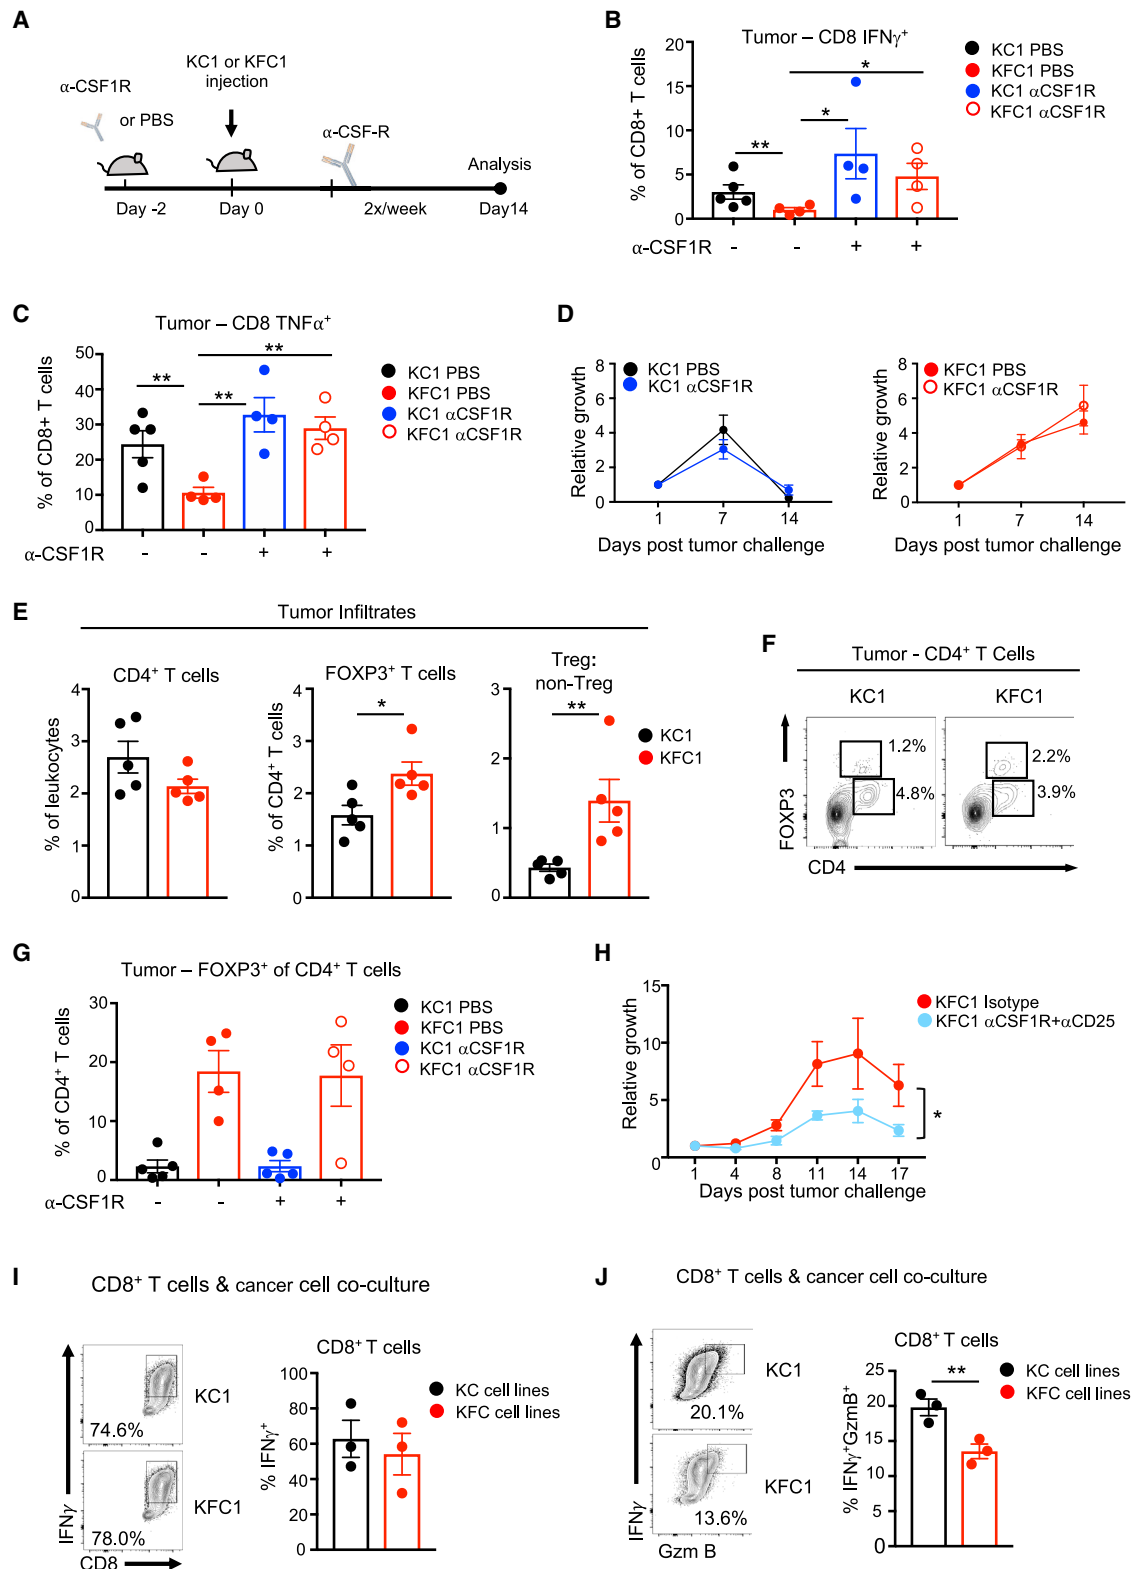 A
α-CSF1R
or PBS
KC1 or KFC1
injection
α-CSF-R
Analysis
Day -2
Day 0
2x/week
Day14
B
Tumor – CD8 IFNγ⁺
% of CD8+ T cells
20
15
10
5
0
**
*
*
α-CSF1R
-
-
+
+
KC1 PBS
KFC1 PBS
KC1 αCSF1R
KFC1 αCSF1R
C
Tumor – CD8 TNFα⁺
% of CD8+ T cells
50
40
30
20
10
0
**
**
**
α-CSF1R
-
-
+
+
KC1 PBS
KFC1 PBS
KC1 αCSF1R
KFC1 αCSF1R
D
KC1 PBS
KC1 αCSF1R
Relative growth
8
6
4
2
0
1
7
14
Days post tumor challenge
KFC1 PBS
KFC1 αCSF1R
Relative growth
8
6
4
2
0
1
7
14
Days post tumor challenge
E
Tumor Infiltrates
CD4⁺ T cells
% of leukocytes
4
3
2
1
0
FOXP3⁺ T cells
% of CD4⁺ T cells
4
3
2
1
0
*
Treg:
non-Treg
3
2
1
0
**
KC1
KFC1
F
Tumor - CD4⁺ T Cells
KC1
KFC1
1.2%
4.8%
2.2%
3.9%
FOXP3
CD4
G
Tumor – FOXP3⁺ of CD4⁺ T cells
% of CD4⁺ T cells
30
20
10
0
α-CSF1R
-
-
+
+
KC1 PBS
KFC1 PBS
KC1 αCSF1R
KFC1 αCSF1R
H
Relative growth
15
10
5
0
1
4
8
11
14
17
Days post tumor challenge
KFC1 Isotype
KFC1 αCSF1R+αCD25
*
I
CD8⁺ T cells & cancer cell co-culture
KC1
74.6%
KFC1
78.0%
IFNγ
CD8
CD8⁺ T cells
% IFNγ⁺
100
80
60
40
20
0
KC cell lines
KFC cell lines
J
CD8⁺ T cells & cancer cell co-culture
KC1
20.1%
KFC1
13.6%
IFNγ
Gzm B
CD8⁺ T cells
% IFNγ⁺GzmB⁺
25
20
15
10
5
0
**
KC cell lines
KFC cell lines